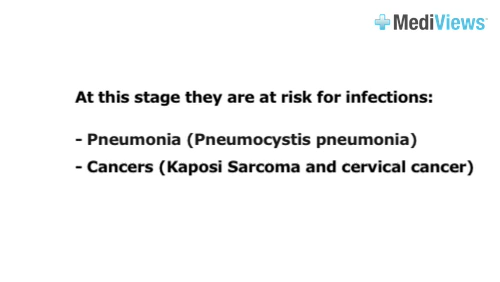 MediViews
At this stage they are at risk for infections:
- Pneumonia (Pneumocystis pneumonia)
- Cancers (Kaposi Sarcoma and cervical cancer)